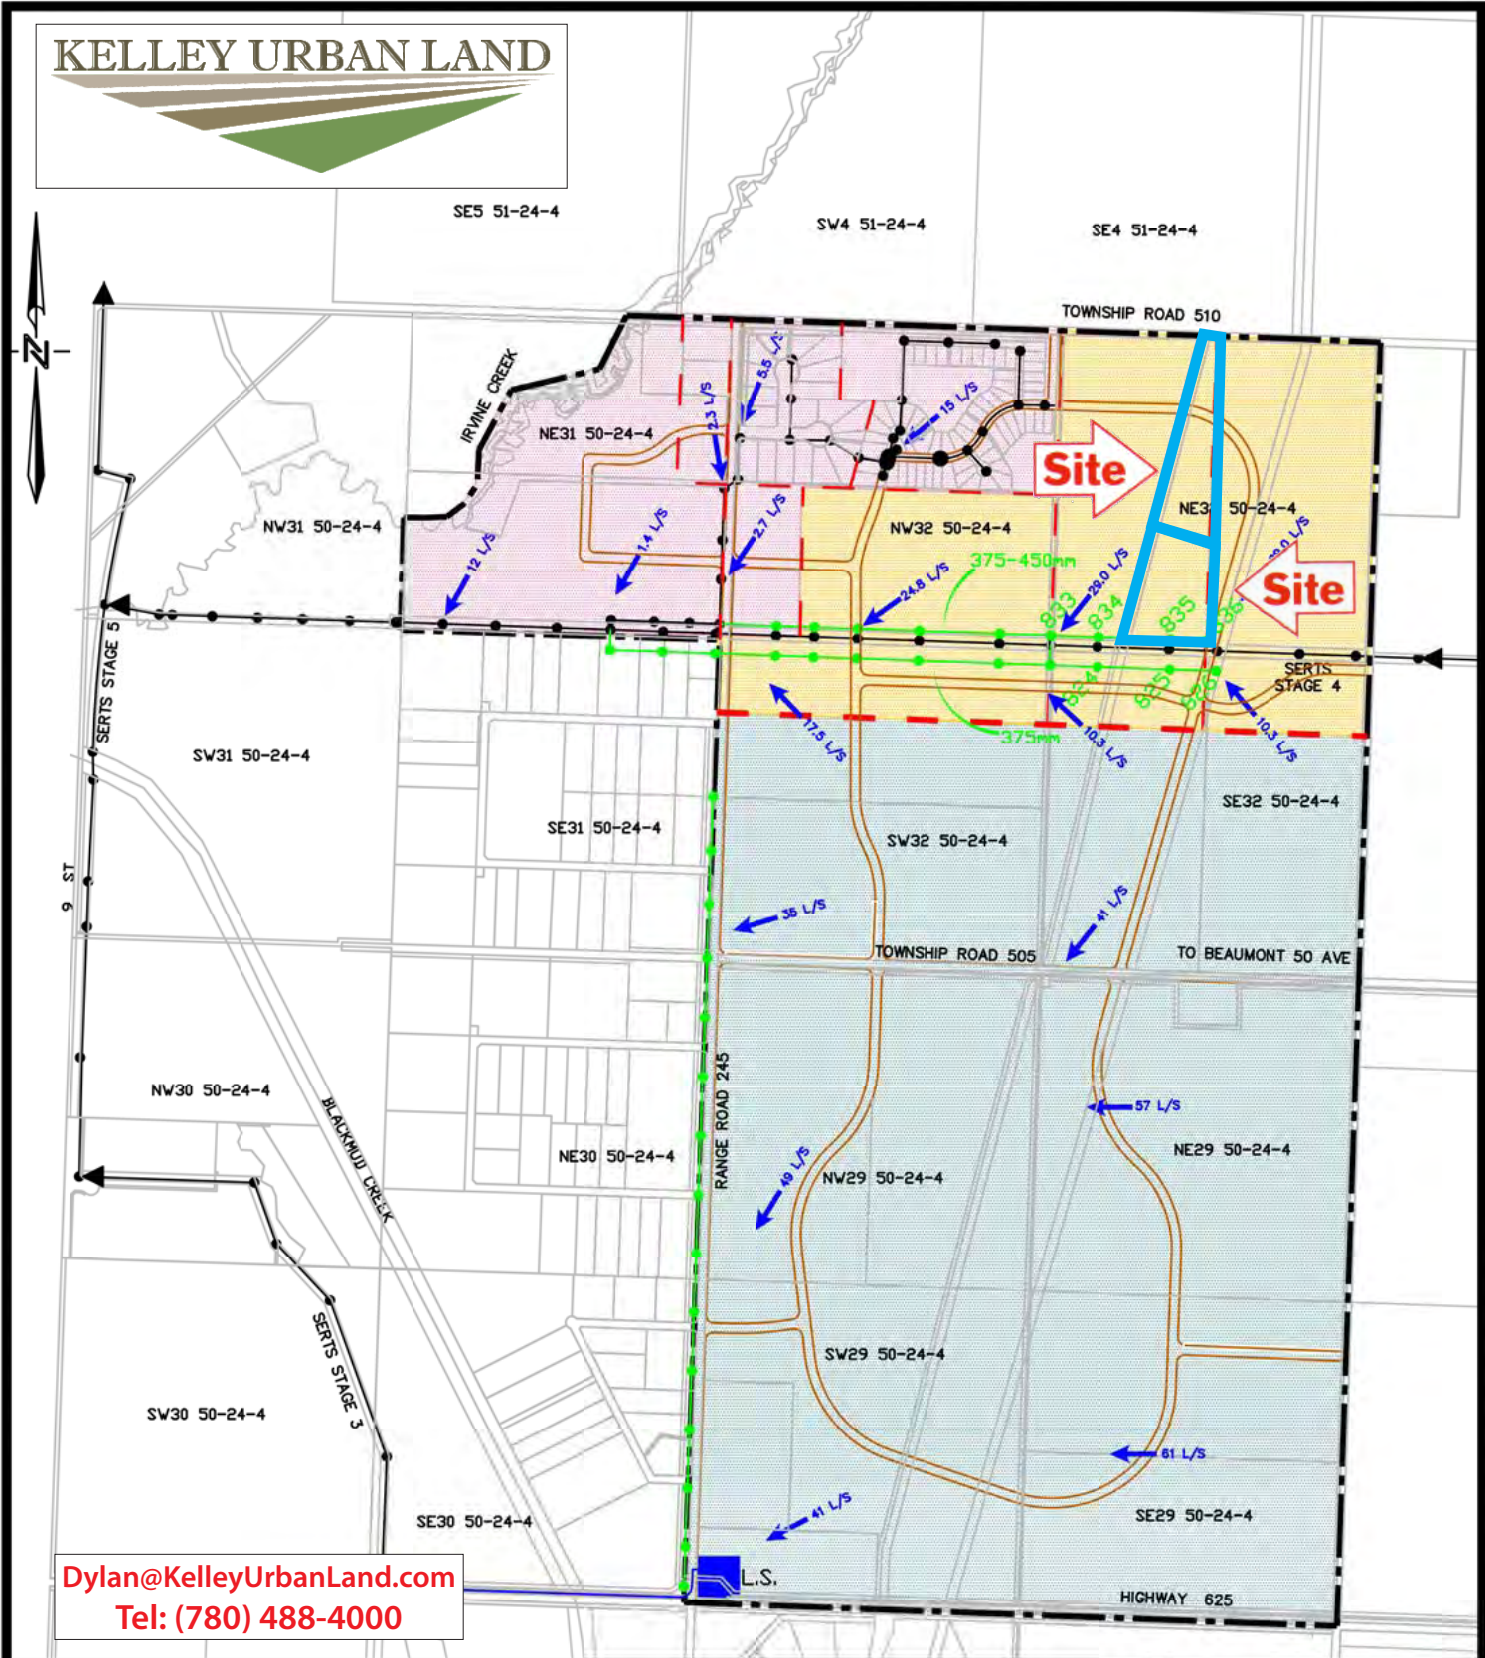 KELLEY URBAN LAND
SE5 51-24-4
SW4 51-24-4
SE4 51-24-4
TOWNSHIP ROAD 510
N
IRVINE CREEK
5.5 L/S
2.3 L/S
15 L/S
NE31 50-24-4
Site
NW31 50-24-4
NW32 50-24-4
50-24-4
12 L/S
1.4 L/S
2.7 L/S
375-450mm
24.8 L/S
29.0 L/S
Site
833
834
835
SERTS STAGE 5
SERTS
STAGE 4
824
825
826
17.5 L/S
375mm
10.3 L/S
10.3 L/S
SW31 50-24-4
SE31 50-24-4
SW32 50-24-4
SE32 50-24-4
9 ST
35 L/S
41 L/S
TOWNSHIP ROAD 505
TO BEAUMONT 50 AVE
NW30 50-24-4
BLACKMUD CREEK
RANGE ROAD 245
57 L/S
NE30 50-24-4
49 L/S
NW29 50-24-4
NE29 50-24-4
SERTS STAGE 3
SW29 50-24-4
SW30 50-24-4
61 L/S
SE30 50-24-4
41 L/S
SE29 50-24-4
L.S.
HIGHWAY 625
Dylan@KelleyUrbanLand.com
Tel: (780) 488-4000